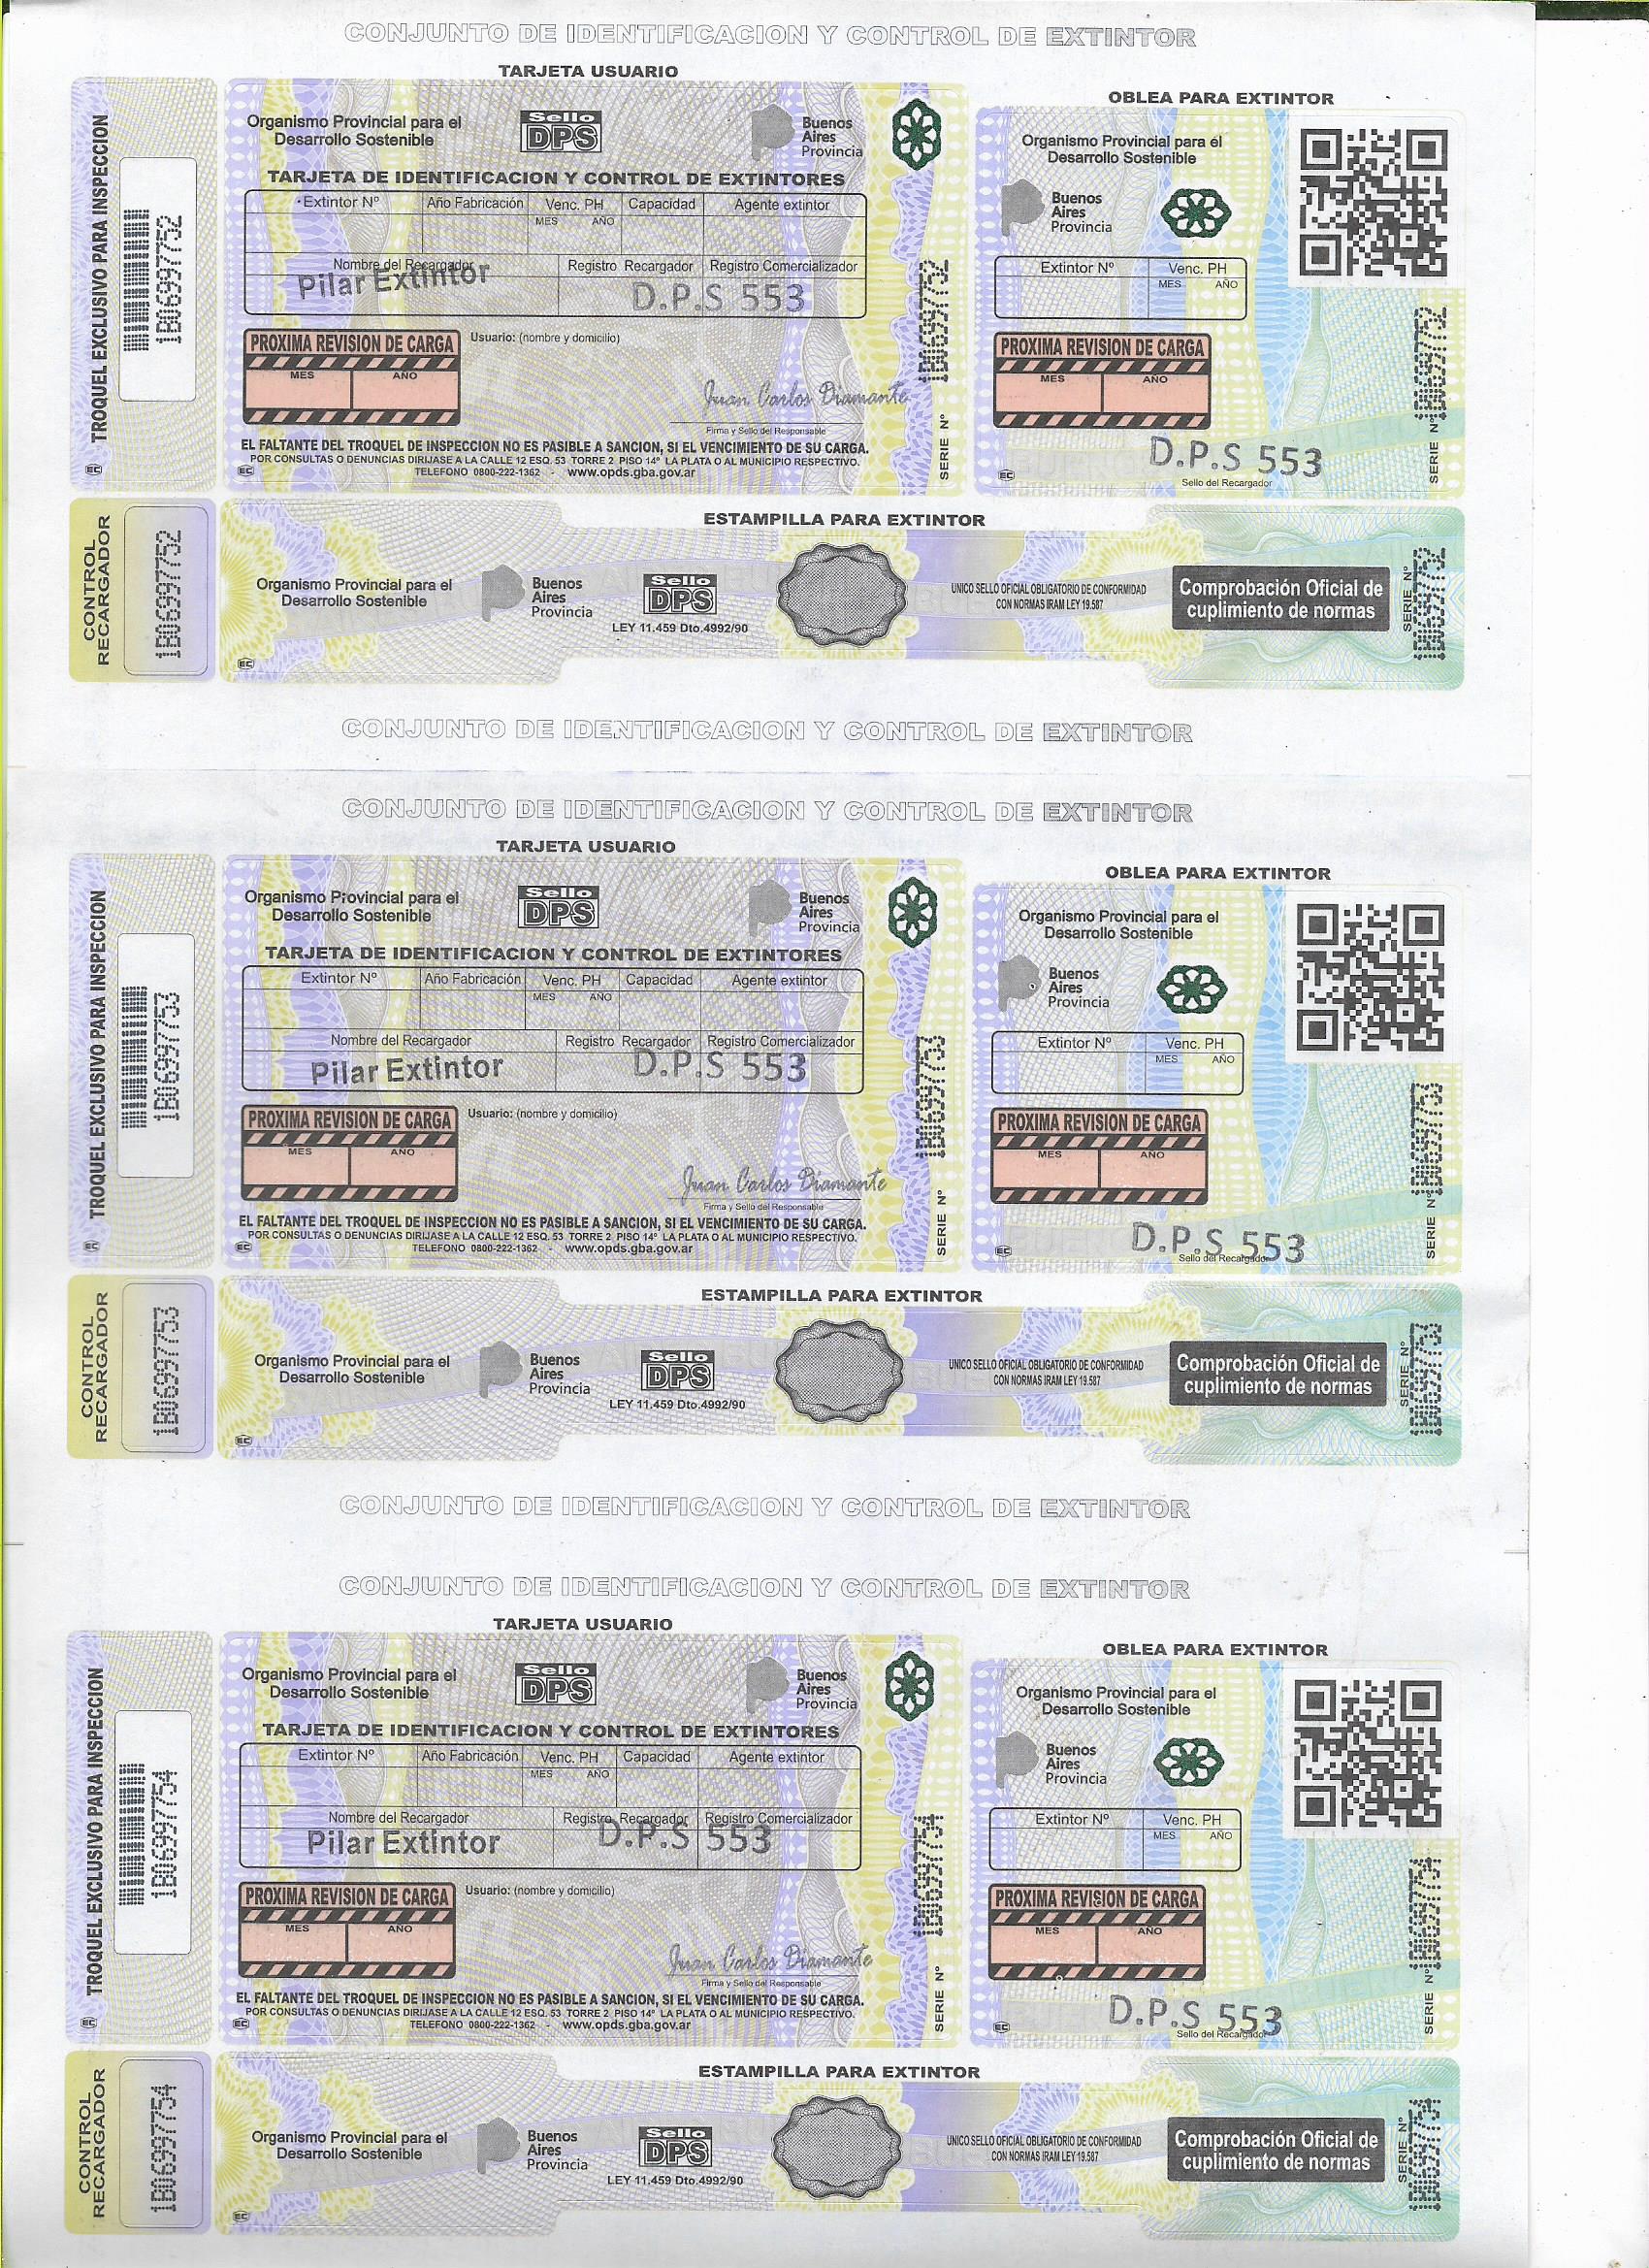 CONJUNTO DE IDENTIFICACION Y CONTROL DE EXTINTOR
TARJETA USUARIO
OBLEA PARA EXTINTOR
TROQUEL EXCLUSIVO PARA INSPECCION
1B06997752
EC
Organismo Provincial para el
Desarrollo Sostenible
Sello
DPS
Buenos
Aires
Provincia
TARJETA DE IDENTIFICACION Y CONTROL DE EXTINTORES
Extintor Nº Año Fabricación Venc. PH Capacidad Agente extintor
MES AÑO
Nombre del Recargador Registro Recargador Registro Comercializador
Pilar Extintor D.P.S 553
PROXIMA REVISION DE CARGA
MES AÑO
Usuario: (nombre y domicilio)
Juan Carlos Diamante
Firma y Sello del Responsable
EL FALTANTE DEL TROQUEL DE INSPECCION NO ES PASIBLE A SANCION, SI EL VENCIMIENTO DE SU CARGA.
POR CONSULTAS O DENUNCIAS DIRIJASE A LA CALLE 12 ESQ. 53 TORRE 2 PISO 14º LA PLATA O AL MUNICIPIO RESPECTIVO.
EC
TELEFONO 0800-222-1362 - www.opds.gba.gov.ar
SERIE Nº 1B06997752
Organismo Provincial para el
Desarrollo Sostenible
Buenos
Aires
Provincia
Extintor Nº Venc. PH
MES AÑO
PROXIMA REVISION DE CARGA
MES AÑO
D.P.S 553
EC
Sello del Recargador
SERIE Nº 1B06997752
CONTROL
RECARGADOR
1B06997752
ESTAMPILLA PARA EXTINTOR
Organismo Provincial para el
Desarrollo Sostenible
Buenos
Aires
Provincia
Sello
DPS
LEY 11.459 Dto.4992/90
UNICO SELLO OFICIAL OBLIGATORIO DE CONFORMIDAD
CON NORMAS IRAM LEY 19.587
Comprobación Oficial de
cuplimiento de normas
SERIE Nº
1B06997752
EC
CONJUNTO DE IDENTIFICACION Y CONTROL DE EXTINTOR
CONJUNTO DE IDENTIFICACION Y CONTROL DE EXTINTOR
TARJETA USUARIO
OBLEA PARA EXTINTOR
TROQUEL EXCLUSIVO PARA INSPECCION
1B06997753
EC
Organismo Provincial para el
Desarrollo Sostenible
Sello
DPS
Buenos
Aires
Provincia
TARJETA DE IDENTIFICACION Y CONTROL DE EXTINTORES
Extintor Nº Año Fabricación Venc. PH Capacidad Agente extintor
MES AÑO
Nombre del Recargador Registro Recargador Registro Comercializador
Pilar Extintor D.P.S 553
PROXIMA REVISION DE CARGA
MES AÑO
Usuario: (nombre y domicilio)
Juan Carlos Diamante
Firma y Sello del Responsable
EL FALTANTE DEL TROQUEL DE INSPECCION NO ES PASIBLE A SANCION, SI EL VENCIMIENTO DE SU CARGA.
POR CONSULTAS O DENUNCIAS DIRIJASE A LA CALLE 12 ESQ. 53 TORRE 2 PISO 14º LA PLATA O AL MUNICIPIO RESPECTIVO.
EC
TELEFONO 0800-222-1362 - www.opds.gba.gov.ar
SERIE Nº 1B06997753
Organismo Provincial para el
Desarrollo Sostenible
Buenos
Aires
Provincia
Extintor Nº Venc. PH
MES AÑO
PROXIMA REVISION DE CARGA
MES AÑO
D.P.S 553
EC
Sello del Recargador
SERIE Nº 1B06997753
CONTROL
RECARGADOR
1B06997753
ESTAMPILLA PARA EXTINTOR
Organismo Provincial para el
Desarrollo Sostenible
Buenos
Aires
Provincia
Sello
DPS
LEY 11.459 Dto.4992/90
UNICO SELLO OFICIAL OBLIGATORIO DE CONFORMIDAD
CON NORMAS IRAM LEY 19.587
Comprobación Oficial de
cuplimiento de normas
SERIE Nº
1B06997753
EC
CONJUNTO DE IDENTIFICACION Y CONTROL DE EXTINTOR
CONJUNTO DE IDENTIFICACION Y CONTROL DE EXTINTOR
TARJETA USUARIO
OBLEA PARA EXTINTOR
TROQUEL EXCLUSIVO PARA INSPECCION
1B06997754
EC
Organismo Provincial para el
Desarrollo Sostenible
Sello
DPS
Buenos
Aires
Provincia
TARJETA DE IDENTIFICACION Y CONTROL DE EXTINTORES
Extintor Nº Año Fabricación Venc. PH Capacidad Agente extintor
MES AÑO
Nombre del Recargador Registro Recargador Registro Comercializador
Pilar Extintor D.P.S 553
PROXIMA REVISION DE CARGA
MES AÑO
Usuario: (nombre y domicilio)
Juan Carlos Diamante
Firma y Sello del Responsable
EL FALTANTE DEL TROQUEL DE INSPECCION NO ES PASIBLE A SANCION, SI EL VENCIMIENTO DE SU CARGA.
POR CONSULTAS O DENUNCIAS DIRIJASE A LA CALLE 12 ESQ. 53 TORRE 2 PISO 14º LA PLATA O AL MUNICIPIO RESPECTIVO.
EC
TELEFONO 0800-222-1362 - www.opds.gba.gov.ar
SERIE Nº 1B06997754
Organismo Provincial para el
Desarrollo Sostenible
Buenos
Aires
Provincia
Extintor Nº Venc. PH
MES AÑO
PROXIMA REVISION DE CARGA
MES AÑO
D.P.S 553
EC
Sello del Recargador
SERIE Nº 1B06997754
CONTROL
RECARGADOR
1B06997754
ESTAMPILLA PARA EXTINTOR
Organismo Provincial para el
Desarrollo Sostenible
Buenos
Aires
Provincia
Sello
DPS
LEY 11.459 Dto.4992/90
UNICO SELLO OFICIAL OBLIGATORIO DE CONFORMIDAD
CON NORMAS IRAM LEY 19.587
Comprobación Oficial de
cuplimiento de normas
SERIE Nº
1B06997754
EC